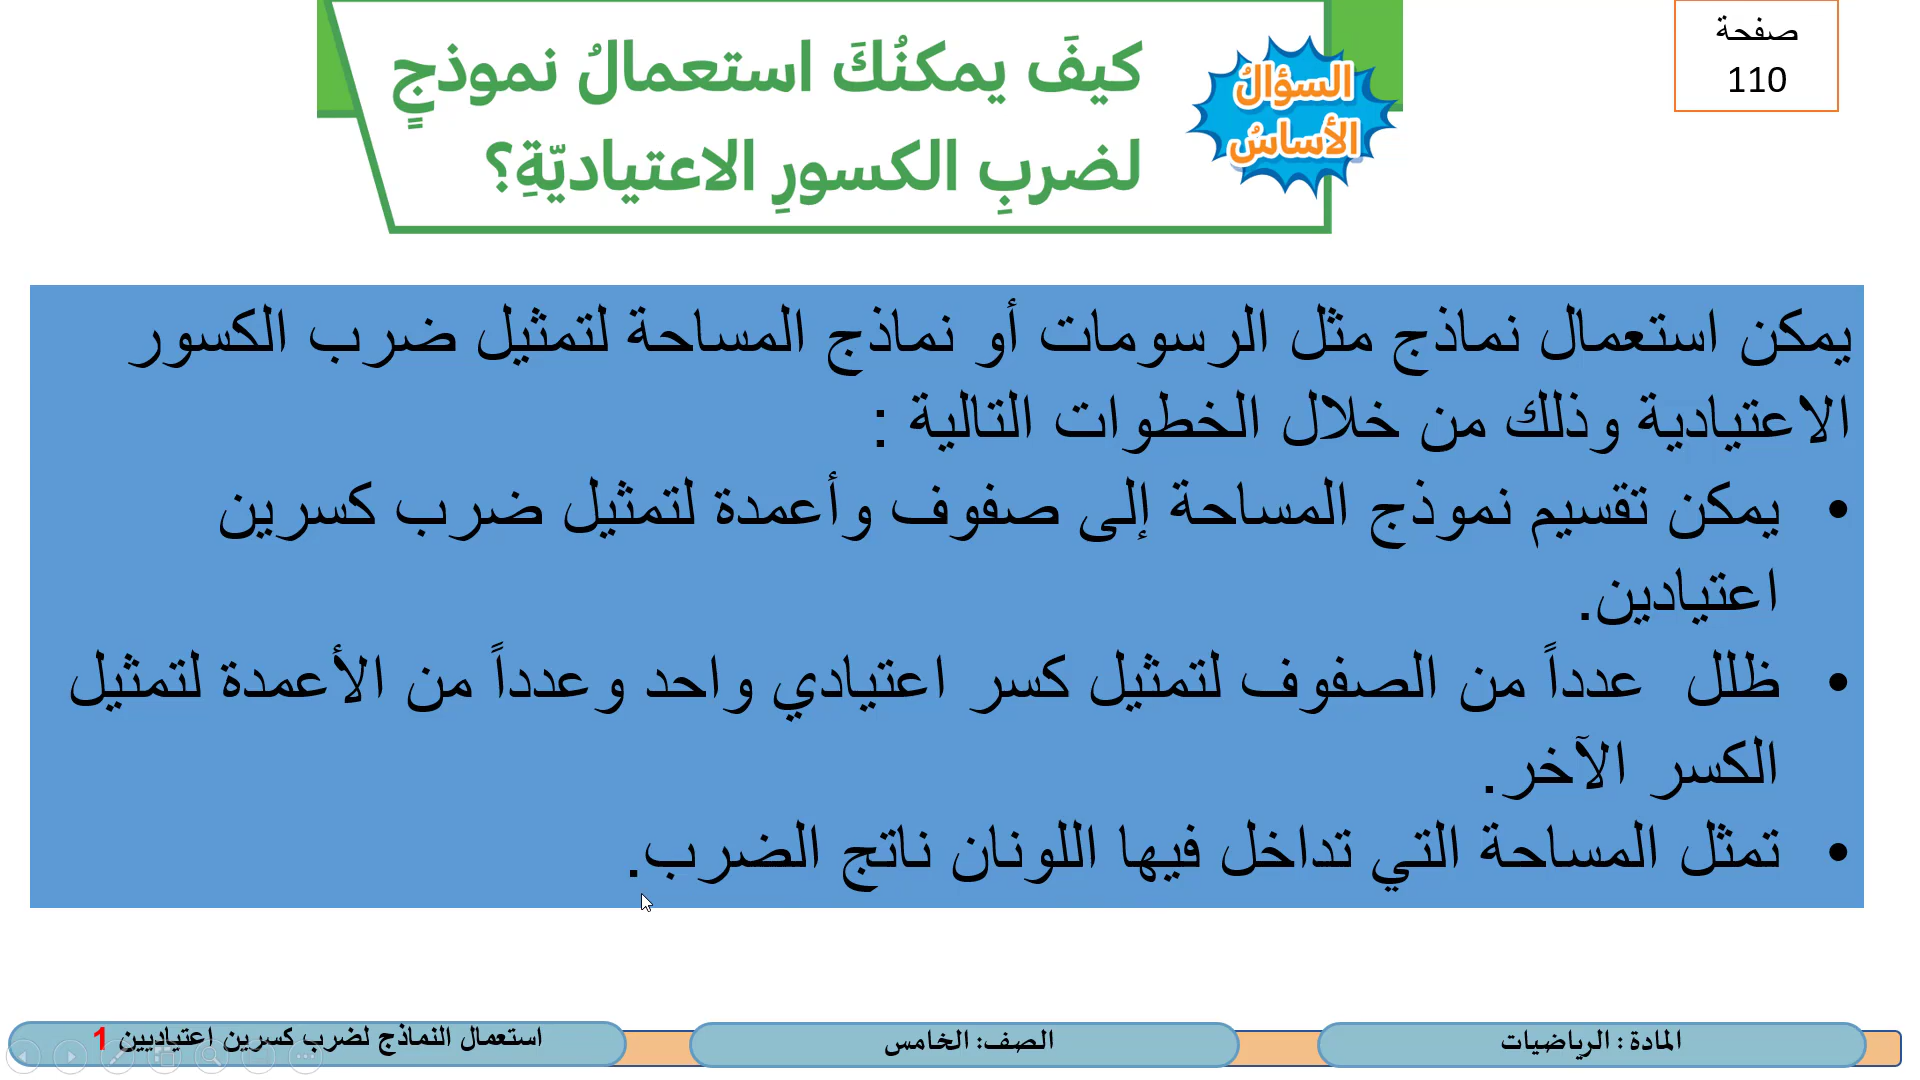 صفحة
110
السؤالُ
الأساسُ
كيفَ يمكنُكَ استعمالُ نموذجٍ
لضربِ الكسورِ الاعتياديّةِ؟
يمكن استعمال نماذج مثل الرسومات أو نماذج المساحة لتمثيل ضرب الكسور
الاعتيادية وذلك من خلال الخطوات التالية :
• يمكن تقسيم نموذج المساحة إلى صفوف وأعمدة لتمثيل ضرب كسرين
اعتيادين.
• ظلل عدداً من الصفوف لتمثيل كسر اعتيادي واحد وعدداً من الأعمدة لتمثيل
الكسر الآخر.
• تمثل المساحة التي تداخل فيها اللونان ناتج الضرب.
المادة : الرياضيات
الصف: الخامس
استعمال النماذج لضرب كسرين اعتياديين 1